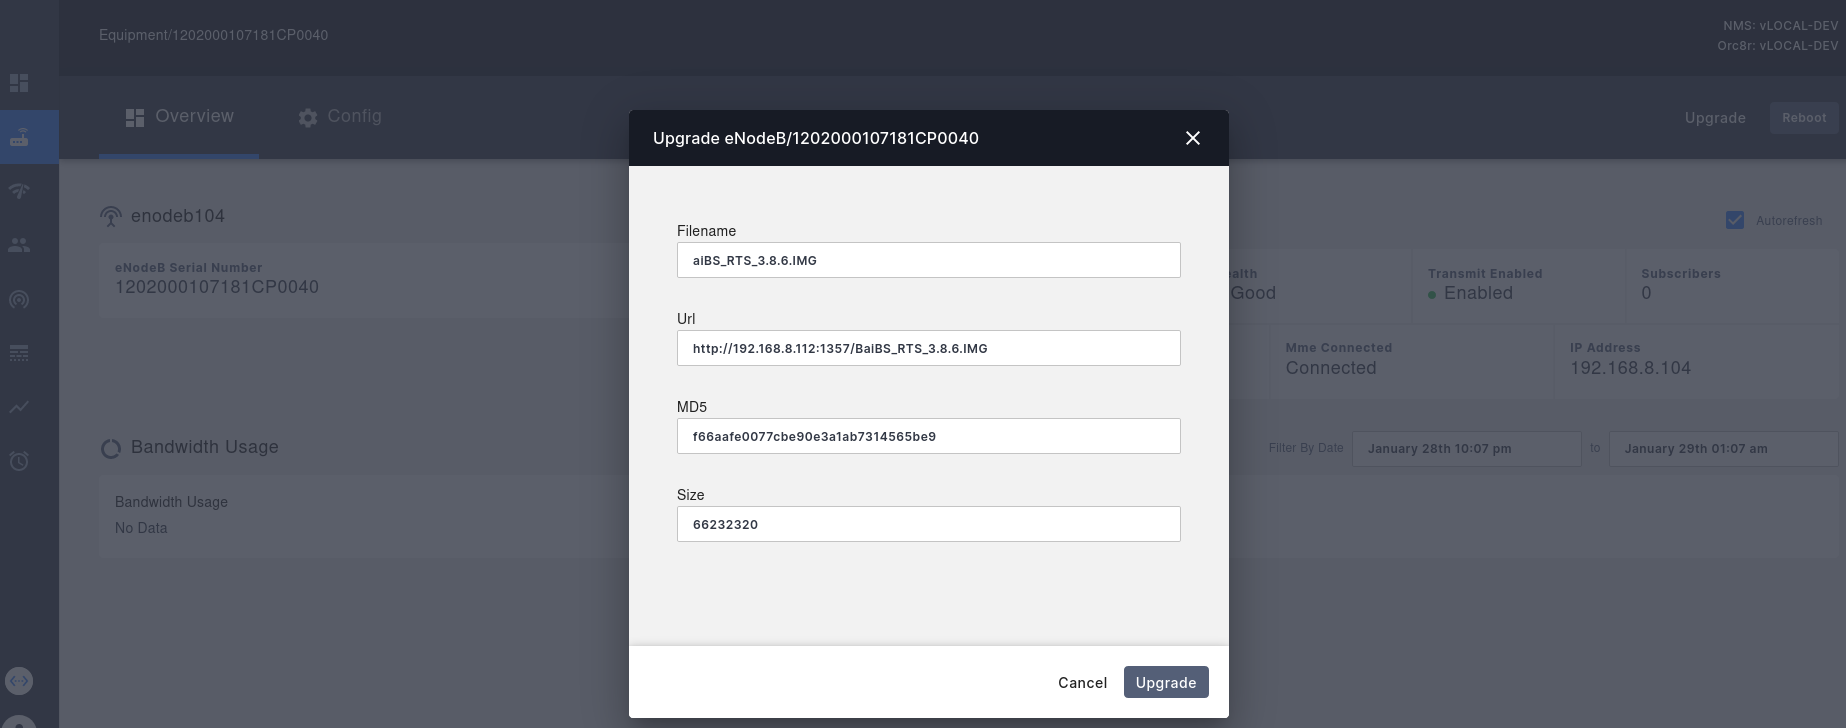 Equipment/1202000107181CP0040
NMS: vLOCAL-DEV
Orc8r: vLOCAL-DEV
Overview
Config
Upgrade
Reboot
Upgrade eNodeB/1202000107181CP0040
enodeb104
Autorefresh
eNodeB Serial Number
1202000107181CP0040
alth
Good
Transmit Enabled
Enabled
Subscribers
0
Mme Connected
Connected
IP Address
192.168.8.104
Filename
aiBS_RTS_3.8.6.IMG
Url
http://192.168.8.112:1357/BaiBS_RTS_3.8.6.IMG
MD5
f66aafe0077cbe90e3a1ab7314565be9
Size
66232320
Bandwidth Usage
Filter By Date
January 28th 10:07 pm
to
January 29th 01:07 am
Bandwidth Usage
No Data
Cancel
Upgrade